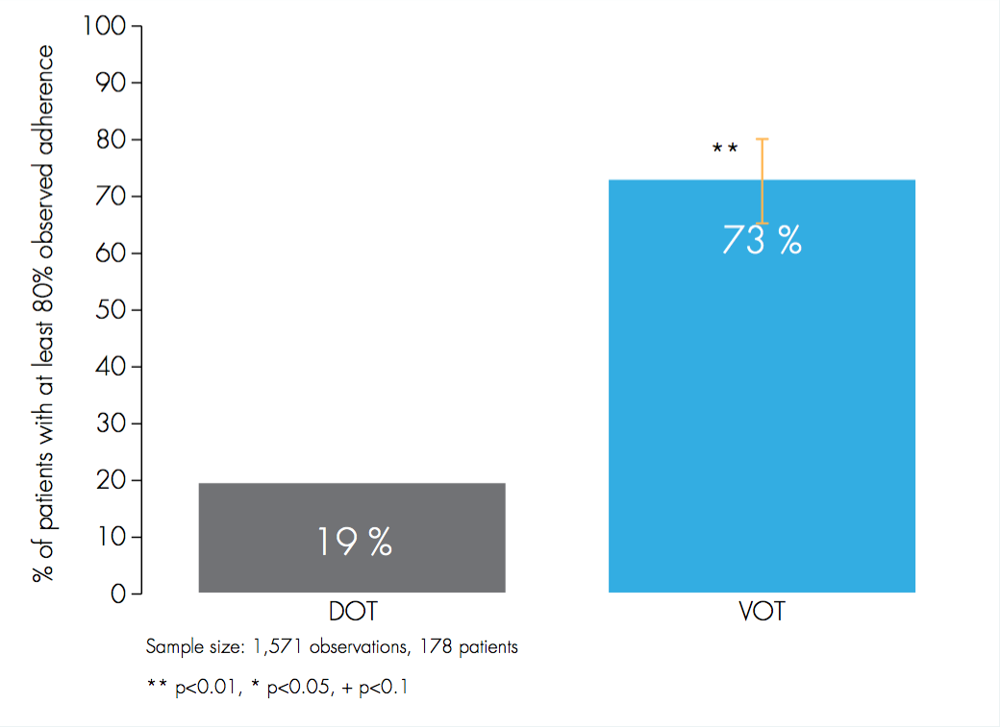 % of patients with at least 80% observed adherence
100
90
80
70
60
50
40
30
20
10
0
**
73 %
19 %
DOT
VOT
Sample size: 1,571 observations, 178 patients
** p<0.01, * p<0.05, + p<0.1